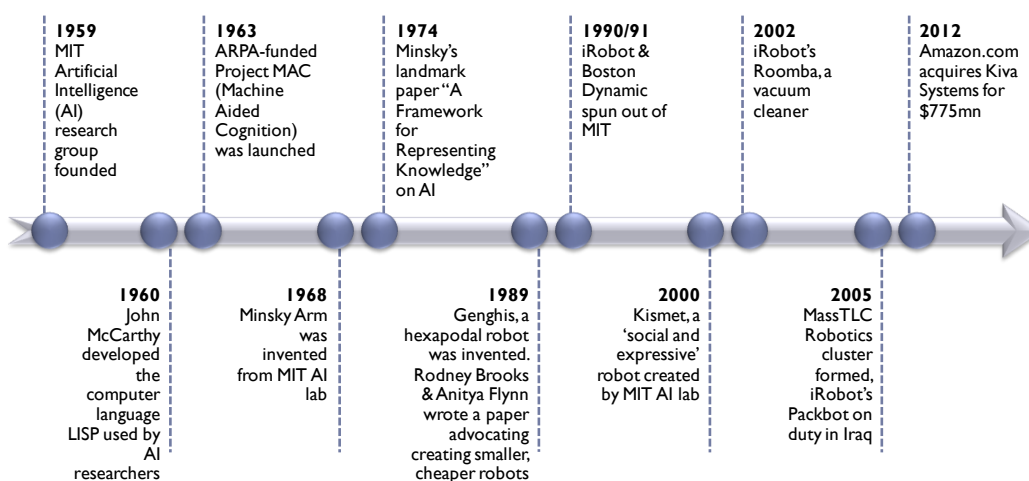 1959
MIT
Artificial
Intelligence
(AI)
research
group
founded
1963
ARPA-funded
Project MAC
(Machine
Aided
Cognition)
was launched
1974
Minsky's
landmark
paper "A
Framework
for
Representing
Knowledge"
on AI
1990/91
iRobot &
Boston
Dynamic
spun out of
MIT
2002
iRobot's
Roomba, a
vacuum
cleaner
2012
Amazon.com
acquires Kiva
Systems for
$775mn
1960
John
McCarthy
developed
the
computer
language
LISP used by
AI
researchers
1968
Minsky Arm
was
invented
from MIT AI
lab
1989
Genghis, a
hexapodal robot
was invented.
Rodney Brooks
& Anitya Flynn
wrote a paper
advocating
creating smaller,
cheaper robots
2000
Kismet, a
'social and
expressive'
robot created
by MIT AI lab
2005
MassTLC
Robotics
cluster
formed,
iRobot's
Packbot on
duty in Iraq